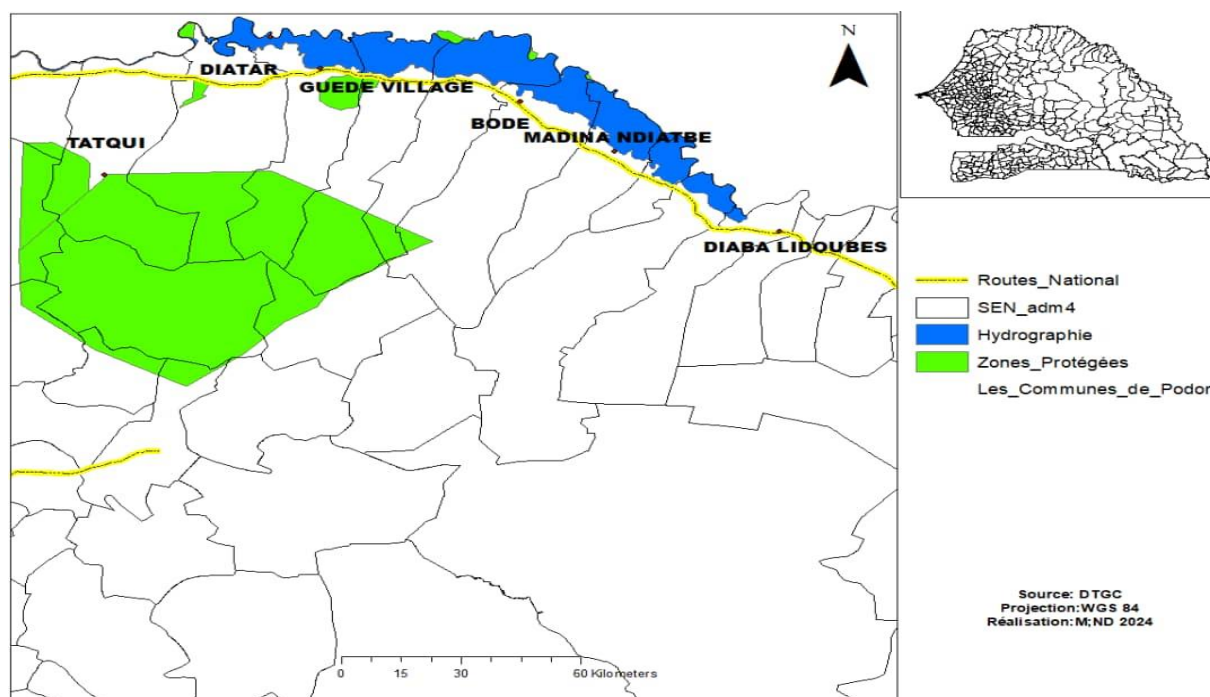 N
DIATAR
GUEDE VILLAGE
BODE
MADINA NDIATBE
TATQUI
DIABA LIDOUBES
0 15 30 60 Kilometers
Routes_National
SEN_adm4
Hydrographie
Zones_Protégées
Les_Communes_de_Podor
Source: DTGC
Projection:WGS 84
Réalisation:M;ND 2024